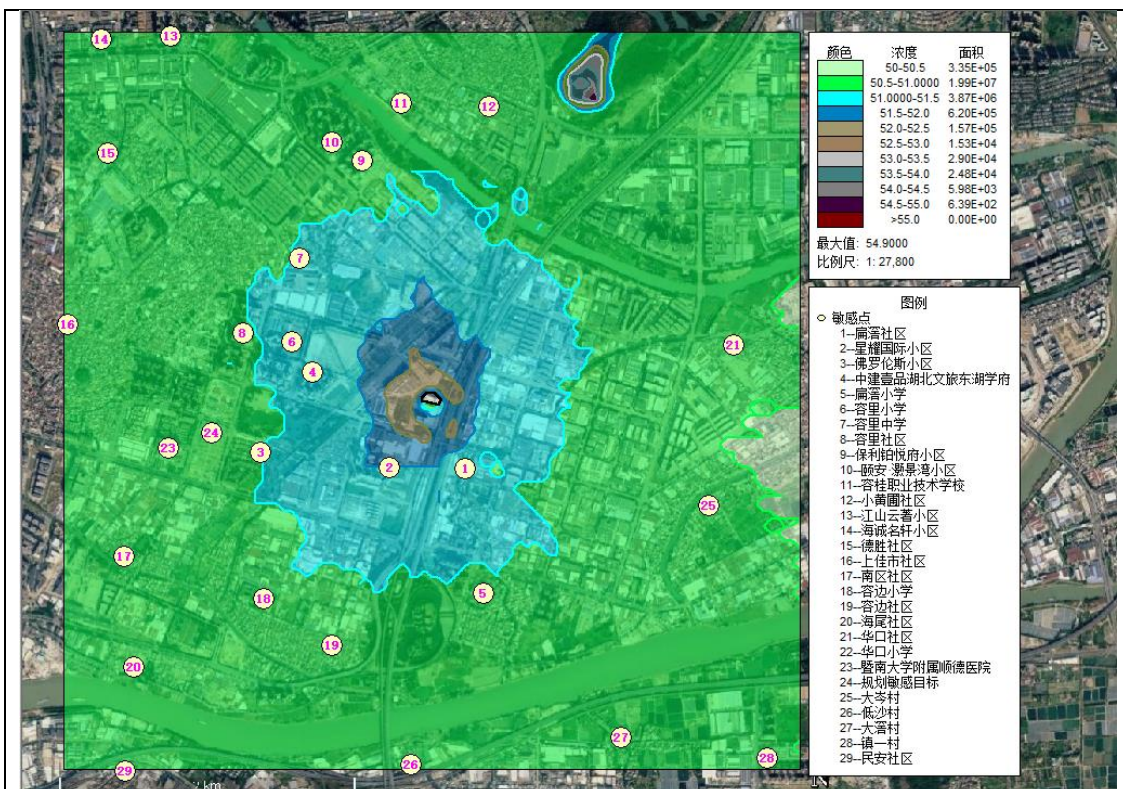 14
13
11
12
10
15
9
7
16
8
6
21
4
24
23
3
2
1
25
17
18
5
19
20
27
28
26
29
km
颜色 浓度 面积
50-50.5 3.35E+05
50.5-51.0000 1.99E+07
51.0000-51.5 3.87E+06
51.5-52.0 6.20E+05
52.0-52.5 1.57E+05
52.5-53.0 1.53E+04
53.0-53.5 2.90E+04
53.5-54.0 2.48E+04
54.0-54.5 5.98E+03
54.5-55.0 6.39E+02
>55.0 0.00E+00
最大值: 54.9000
比例尺: 1: 27,800
图例
敏感点
1--扁滘社区
2--星耀国际小区
3--佛罗伦斯小区
4--中建壹品湖北文旅东湖学府
5--扁滘小学
6--容里小学
7--容里中学
8--容里社区
9--保利铂悦府小区
10--颐安·灏景湾小区
11--容桂职业技术学校
12--小黄圃社区
13--江山云著小区
14--海诚名轩小区
15--德胜社区
16--上佳市社区
17--南区社区
18--容边小学
19--容边社区
20--海尾社区
21--华口社区
22--华口小学
23--暨南大学附属顺德医院
24--规划敏感目标
25--大岑村
26--低沙村
27--大滘村
28--镇一村
29--民安社区